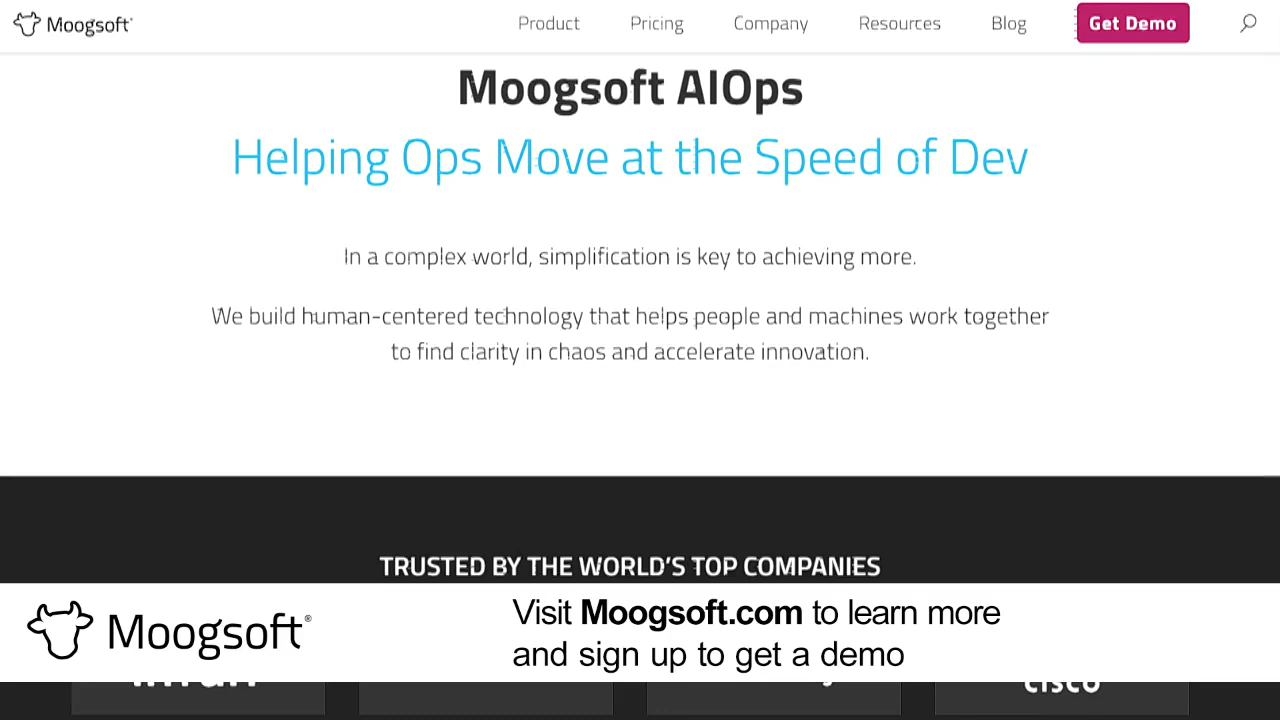 Moogsoft
Product Pricing Company Resources Blog Get Demo
Moogsoft AIOps
Helping Ops Move at the Speed of Dev
In a complex world, simplification is key to achieving more.
We build human-centered technology that helps people and machines work together
to find clarity in chaos and accelerate innovation.
TRUSTED BY THE WORLD'S TOP COMPANIES
Moogsoft®
Visit Moogsoft.com to learn more
and sign up to get a demo
cisco